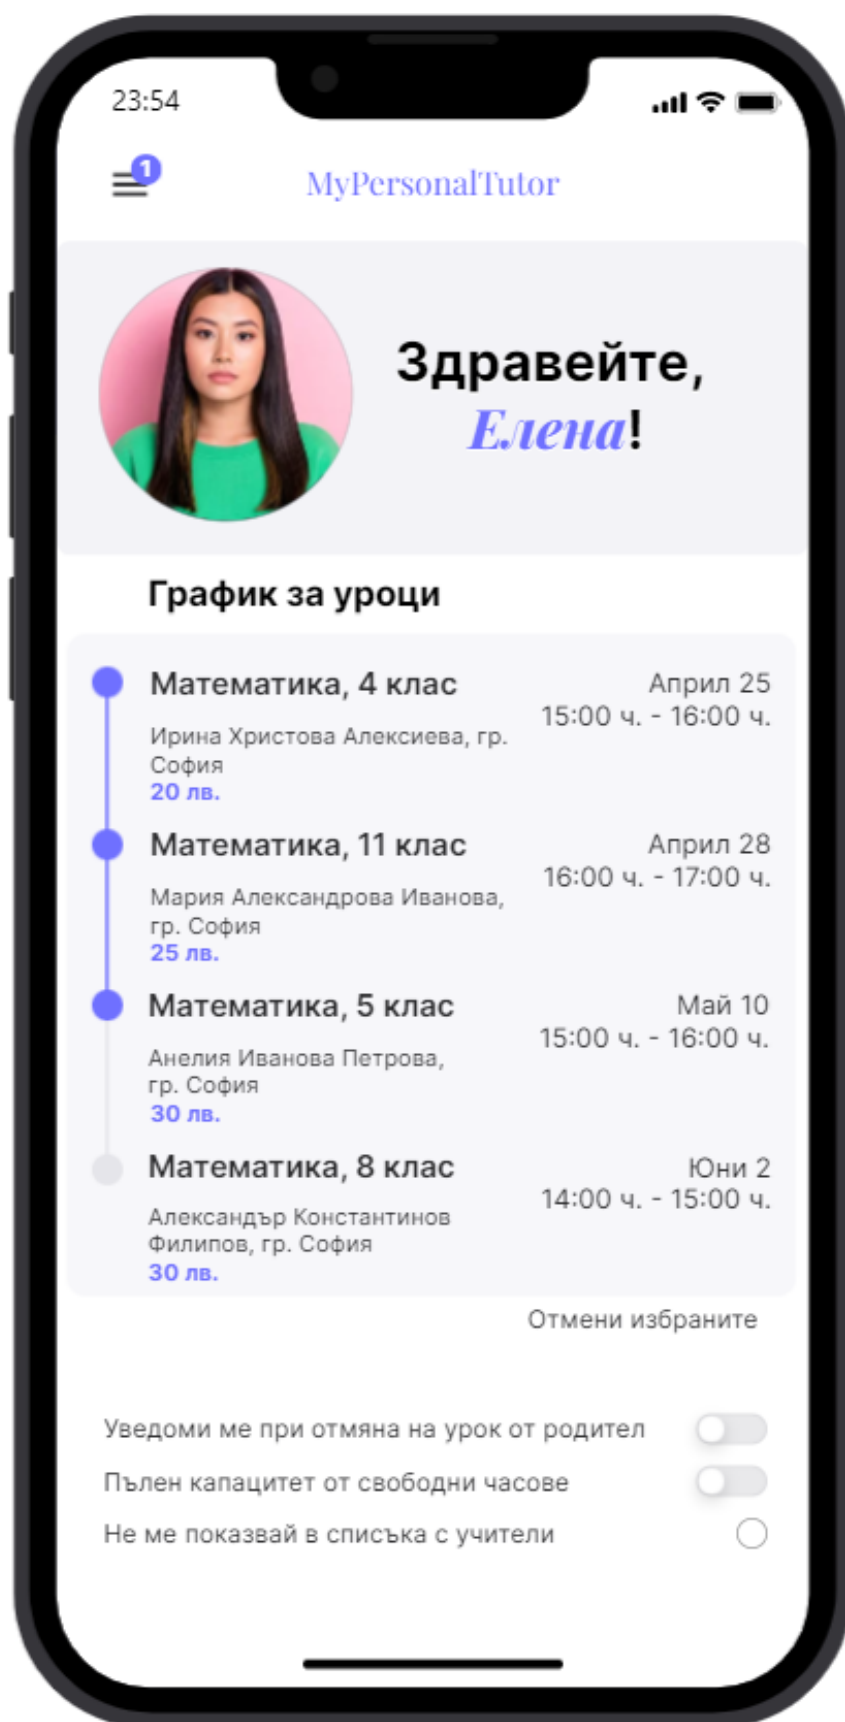 23:54
1
MyPersonalTutor
Здравейте,
Елена!
График за уроци
Математика, 4 клас
Април 25
15:00 ч. - 16:00 ч.
Ирина Христова Алексиева, гр.
София
20 лв.
Математика, 11 клас
Април 28
16:00 ч. - 17:00 ч.
Мария Александрова Иванова,
гр. София
25 лв.
Математика, 5 клас
Май 10
15:00 ч. - 16:00 ч.
Анелия Иванова Петрова,
гр. София
30 лв.
Математика, 8 клас
Юни 2
14:00 ч. - 15:00 ч.
Александър Константинов
Филипов, гр. София
30 лв.
Отмени избраните
Уведоми ме при отмяна на урок от родител
Пълен капацитет от свободни часове
Не ме показвай в списъка с учители